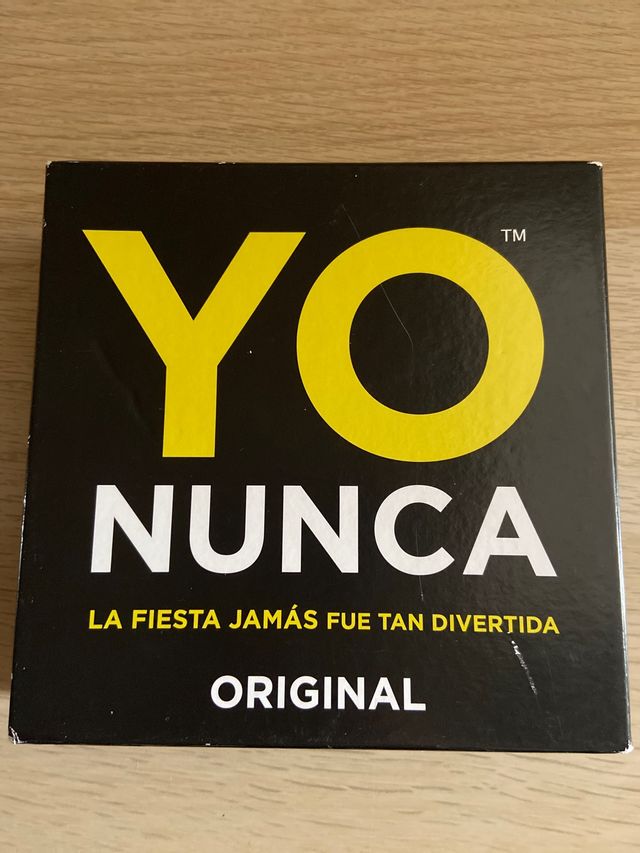 YO™
NUNCA
LA FIESTA JAMÁS FUE TAN DIVERTIDA
ORIGINAL